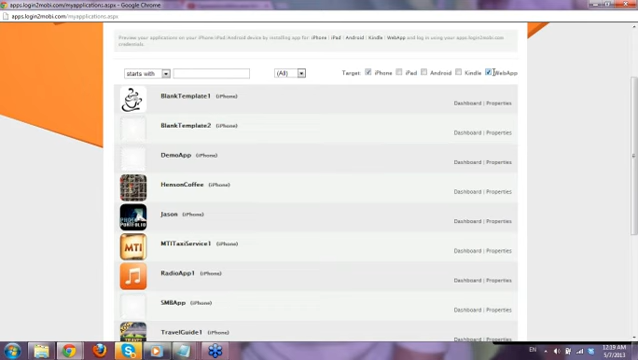 apps.login2mobi.com/myapplications.aspx - Google Chrome
apps.login2mobi.com/myapplications.aspx
Preview your applications on your iPhone/iPad/Android device by installing app for iPhone | iPad | Android | Kindle | WebApp and log in using your apps.login2mobi.com
credentials.
starts with (All) Target: iPhone iPad Android Kindle WebApp
BlankTemplate1 (iPhone)
Dashboard | Properties
BlankTemplate2 (iPhone)
Dashboard | Properties
DemoApp (iPhone)
Dashboard | Properties
HensonCoffee (iPhone)
Dashboard | Properties
Jason (iPhone)
Dashboard | Properties
MTI
MTITaxiService1 (iPhone)
Dashboard | Properties
RadioApp1 (iPhone)
Dashboard | Properties
SMBApp (iPhone)
Dashboard | Properties
TravelGuide1 (iPhone)
Dashboard | Properties
EN
12:19 AM
5/7/2013